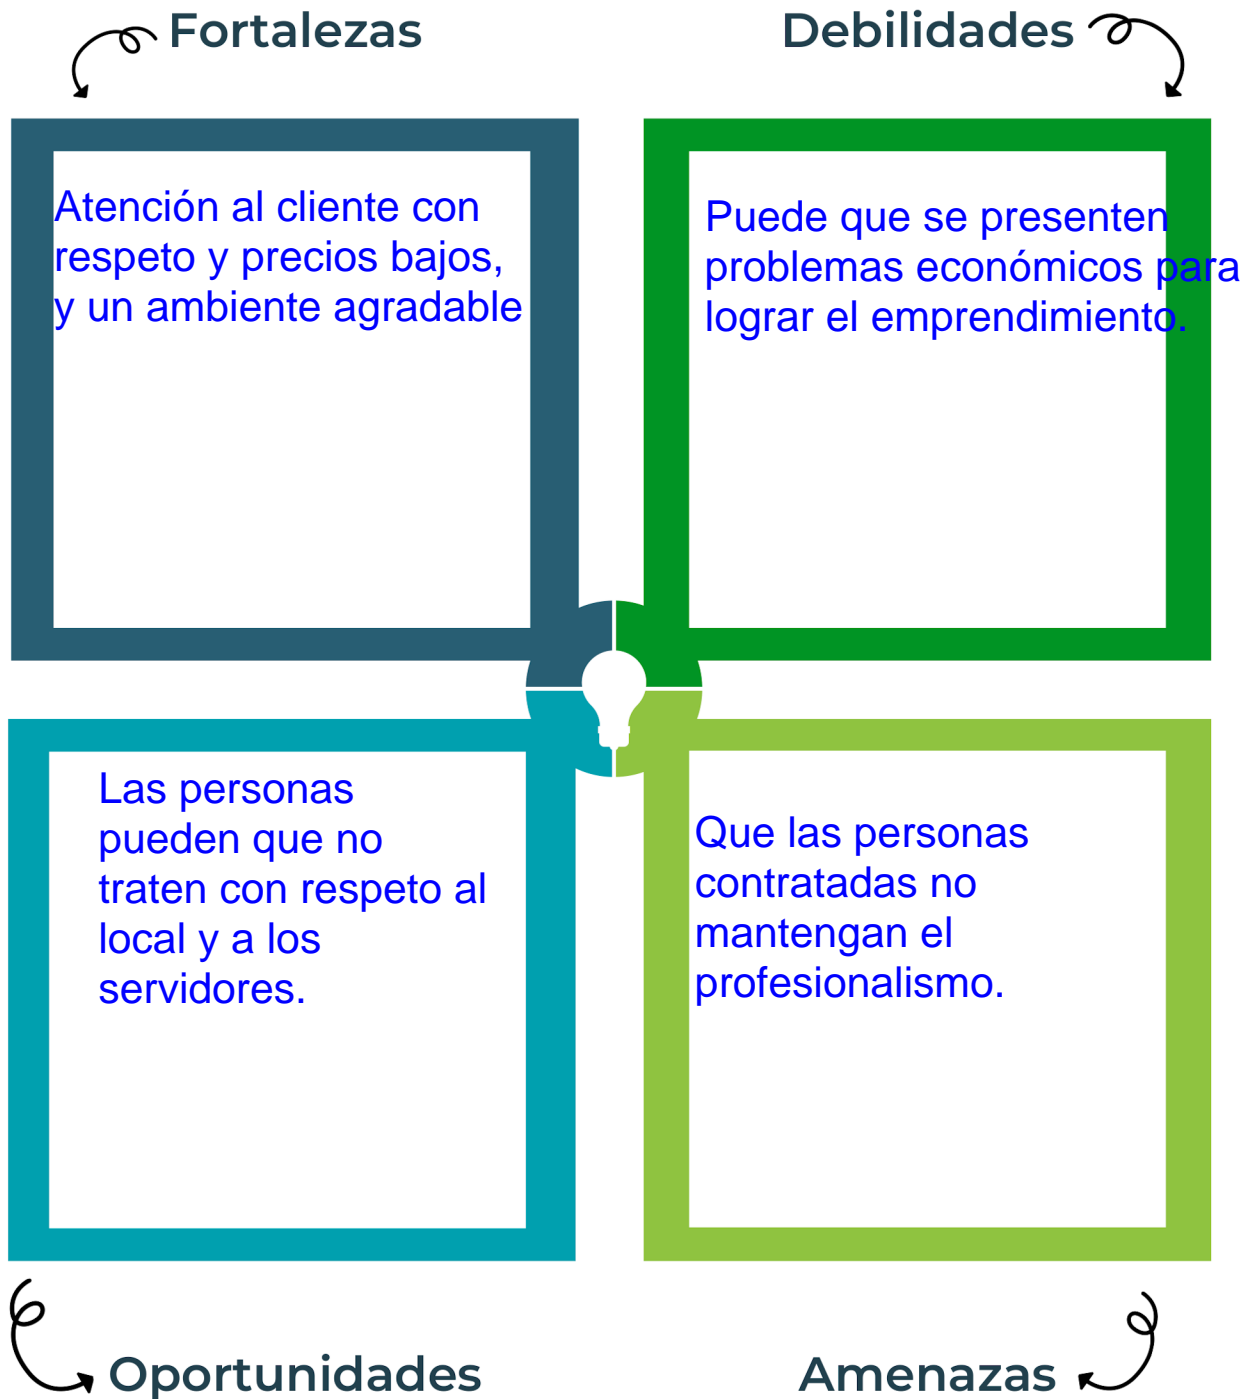 Fortalezas
Debilidades
Atención al cliente con
respeto y precios bajos,
y un ambiente agradable
Puede que se presenten
problemas económicos para
lograr el emprendimiento.
Las personas
pueden que no
traten con respeto al
local y a los
servidores.
Que las personas
contratadas no
mantengan el
profesionalismo.
Oportunidades
Amenazas